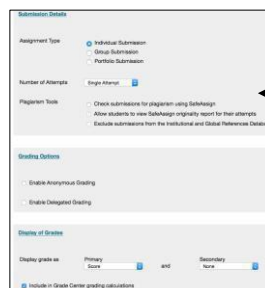 Submission Details
Assignment Type
Individual Submission
Group Submission
Portfolio Submission
Number of Attempts
Single Attempt
Plagiarism Tools
Check submissions for plagiarism using SafeAssign
Allow students to view SafeAssign originality report for their attempts
Exclude submissions from the Institutional and Global References Datab
Grading Options
Enable Anonymous Grading
Enable Delegated Grading
Display of Grades
Display grade as
Primary
Score
and
Secondary
None
Include in Grade Center grading calculations